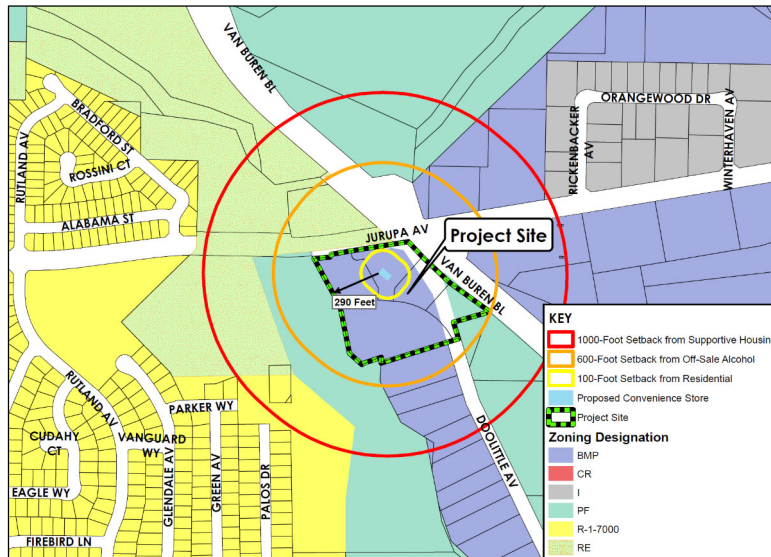 VAN BUREN BL
ORANGEWOOD DR
RICKENBACKER
AV
WINTERHAVEN AV
BRADFORD ST
RUTLAND AV
ROSSINI CT
ALABAMA ST
JURUPA AV
Project Site
VAN BUREN BL
290 Feet
RUTLAND AV
PARKER WY
CUDAHY
CT
VANGUARD
WY
GLENDALE AV
GREEN AV
PALOS DR
EAGLE WY
FIREBIRD LN
DOOLITTLE AV
KEY
1000-Foot Setback from Supportive Housin
600-Foot Setback from Off-Sale Alcohol
100-Foot Setback from Residential
Proposed Convenience Store
Project Site
Zoning Designation
BMP
CR
I
PF
R-1-7000
RE